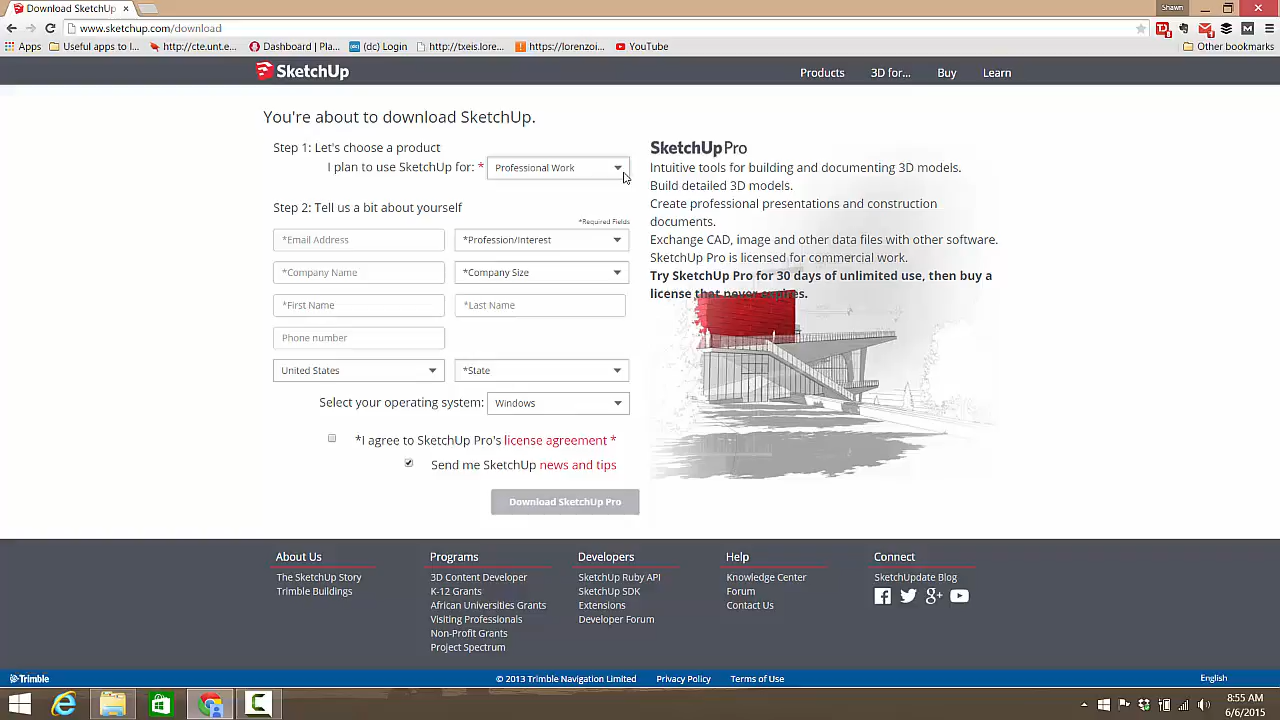 Download SketchUp
Shawn
www.sketchup.com/download
Apps
Useful apps to l...
http://cte.unt.e...
Dashboard | Pla...
(dc) Login
http://txeis.lore...
https://lorenzoi...
YouTube
Other bookmarks
SketchUp
Products
3D for...
Buy
Learn
You're about to download SketchUp.
Step 1: Let's choose a product
I plan to use SketchUp for: *
Professional Work
Step 2: Tell us a bit about yourself
*Required Fields
*Email Address
*Profession/Interest
*Company Name
*Company Size
*First Name
*Last Name
Phone number
United States
*State
Select your operating system:
Windows
*I agree to SketchUp Pro's license agreement *
Send me SketchUp news and tips
Download SketchUp Pro
SketchUp Pro
Intuitive tools for building and documenting 3D models.
Build detailed 3D models.
Create professional presentations and construction
documents.
Exchange CAD, image and other data files with other software.
SketchUp Pro is licensed for commercial work.
Try SketchUp Pro for 30 days of unlimited use, then buy a
license that never expires.
About Us
The SketchUp Story
Trimble Buildings
Programs
3D Content Developer
K-12 Grants
African Universities Grants
Visiting Professionals
Non-Profit Grants
Project Spectrum
Developers
SketchUp Ruby API
SketchUp SDK
Extensions
Developer Forum
Help
Knowledge Center
Forum
Contact Us
Connect
SketchUpdate Blog
Trimble
© 2013 Trimble Navigation Limited
Privacy Policy
Terms of Use
English
8:55 AM
6/6/2015